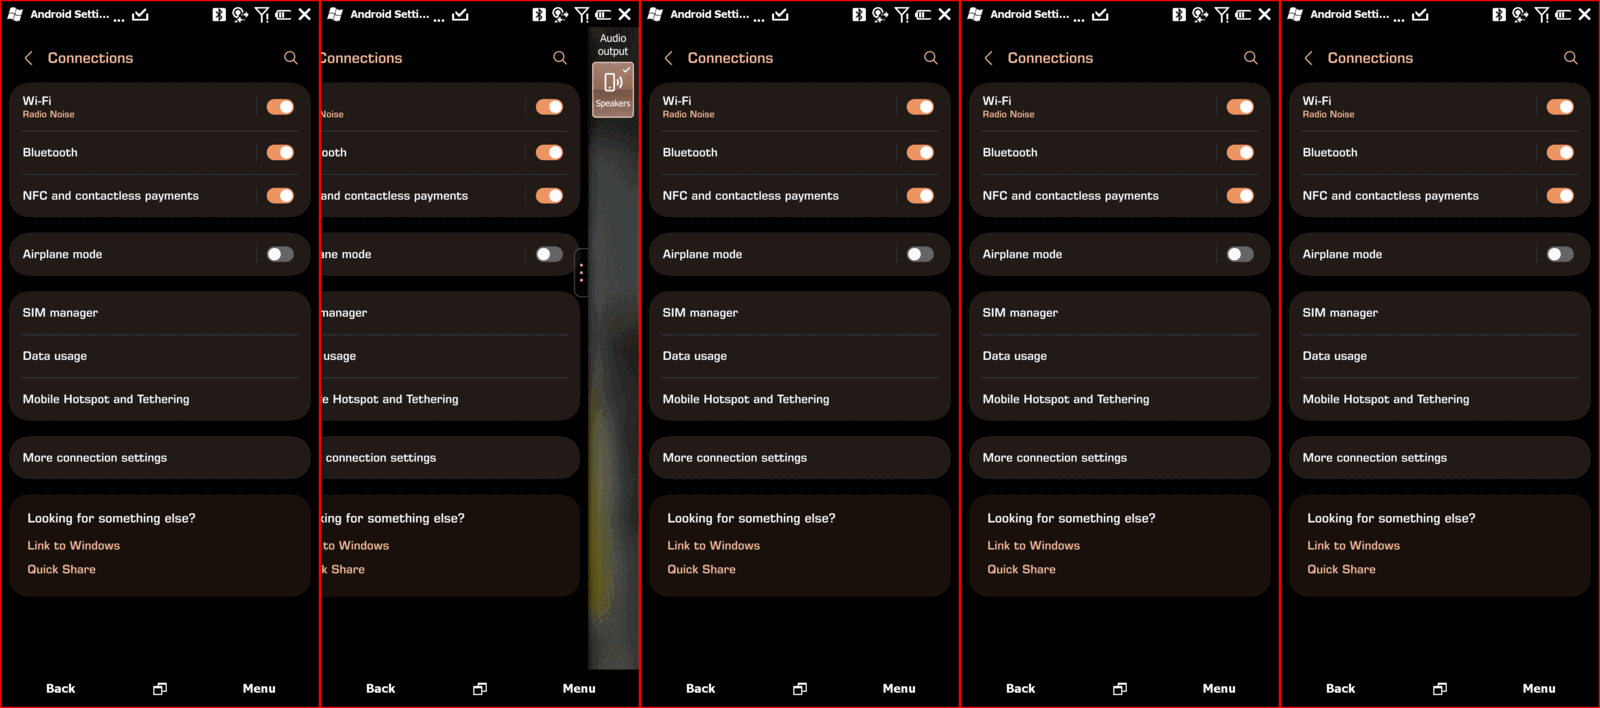 Android Setti... ...
Connections
Wi-Fi
Radio Noise
Bluetooth
NFC and contactless payments
Airplane mode
SIM manager
Data usage
Mobile Hotspot and Tethering
More connection settings
Looking for something else?
Link to Windows
Quick Share
Back
Menu
Android Setti... ...
Connections
Noise
ooth
and contactless payments
ane mode
manager
usage
e Hotspot and Tethering
connection settings
king for something else?
to Windows
k Share
Audio
output
Speakers
Back
Menu
Android Setti... ...
Connections
Wi-Fi
Radio Noise
Bluetooth
NFC and contactless payments
Airplane mode
SIM manager
Data usage
Mobile Hotspot and Tethering
More connection settings
Looking for something else?
Link to Windows
Quick Share
Back
Menu
Android Setti... ...
Connections
Wi-Fi
Radio Noise
Bluetooth
NFC and contactless payments
Airplane mode
SIM manager
Data usage
Mobile Hotspot and Tethering
More connection settings
Looking for something else?
Link to Windows
Quick Share
Back
Menu
Android Setti... ...
Connections
Wi-Fi
Radio Noise
Bluetooth
NFC and contactless payments
Airplane mode
SIM manager
Data usage
Mobile Hotspot and Tethering
More connection settings
Looking for something else?
Link to Windows
Quick Share
Back
Menu